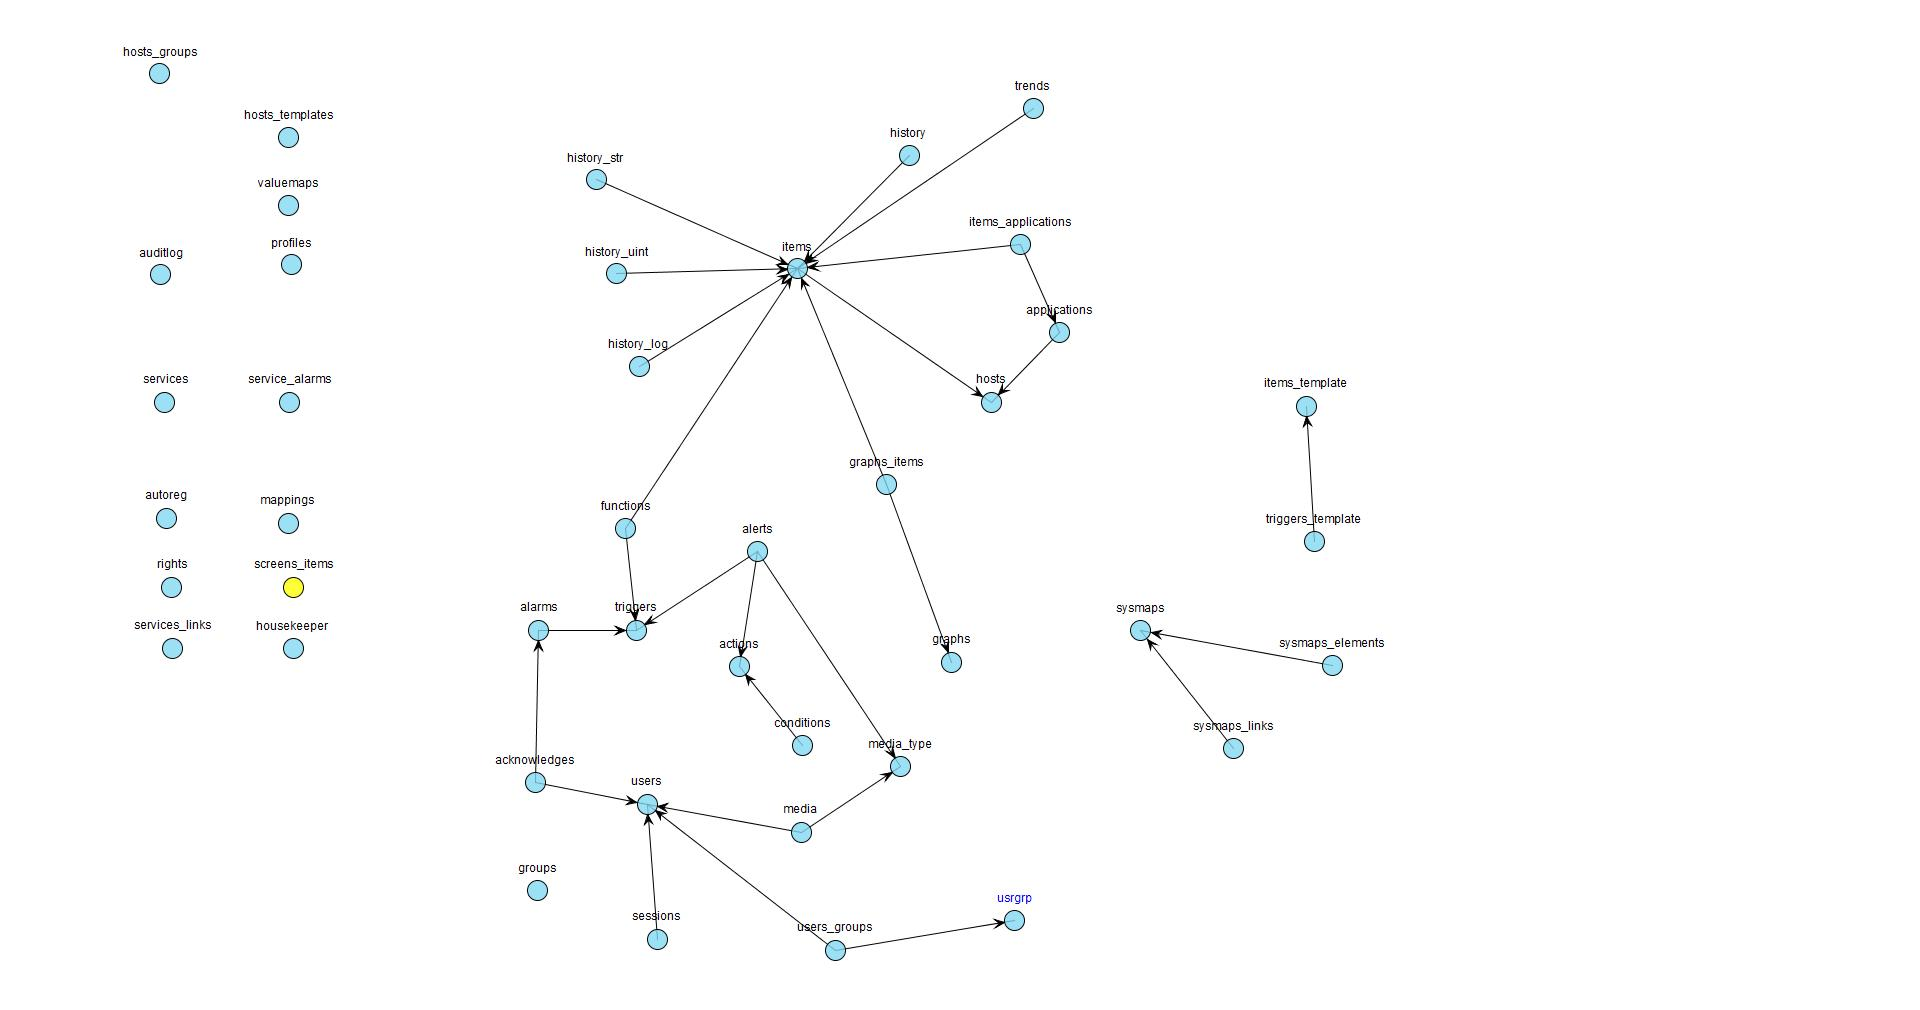 hosts_groups
hosts_templates
valuemaps
profiles
auditlog
services
service_alarms
autoreg
mappings
rights
screens_items
services_links
housekeeper
trends
history
history_str
items_applications
items
history_uint
applications
history_log
hosts
items_template
graphs_items
functions
triggers_template
alerts
alarms
triggers
sysmaps
graphs
actions
sysmaps_elements
conditions
sysmaps_links
media_type
acknowledges
users
media
groups
usrgrp
sessions
users_groups